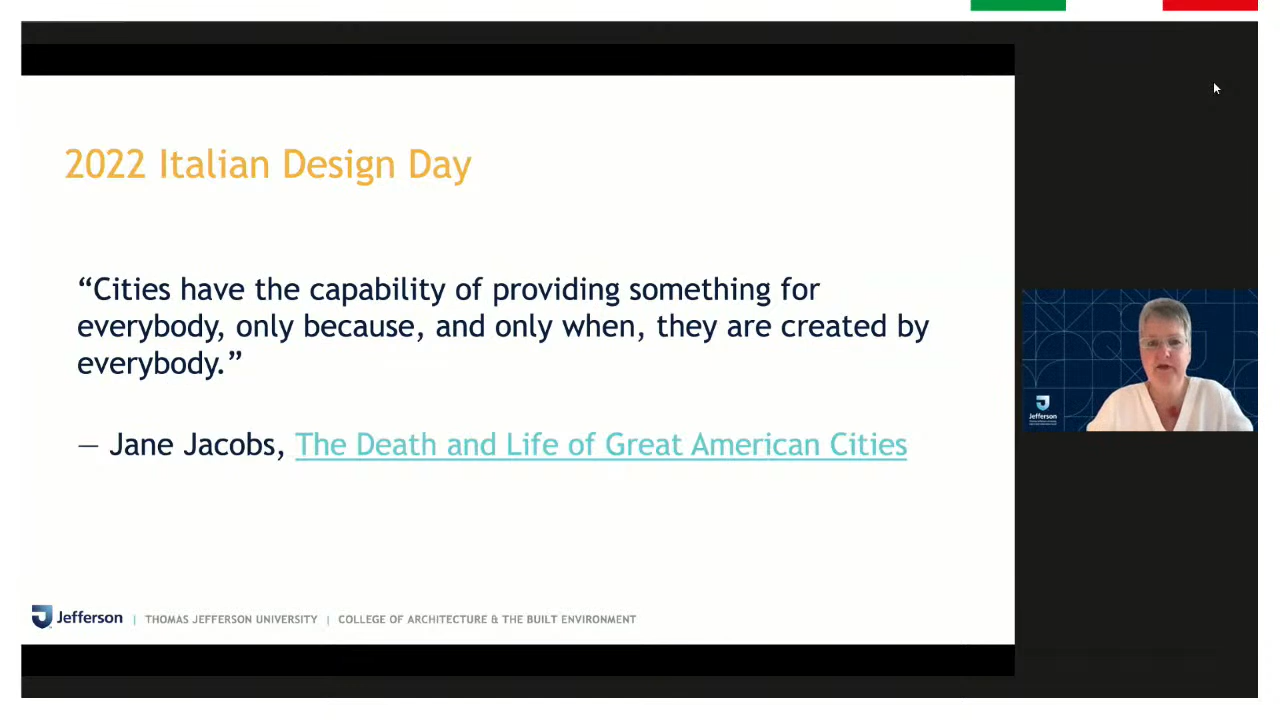 2022 Italian Design Day
“Cities have the capability of providing something for
everybody, only because, and only when, they are created by
everybody.”
— Jane Jacobs, The Death and Life of Great American Cities
Jefferson | THOMAS JEFFERSON UNIVERSITY | COLLEGE OF ARCHITECTURE & THE BUILT ENVIRONMENT
Jefferson